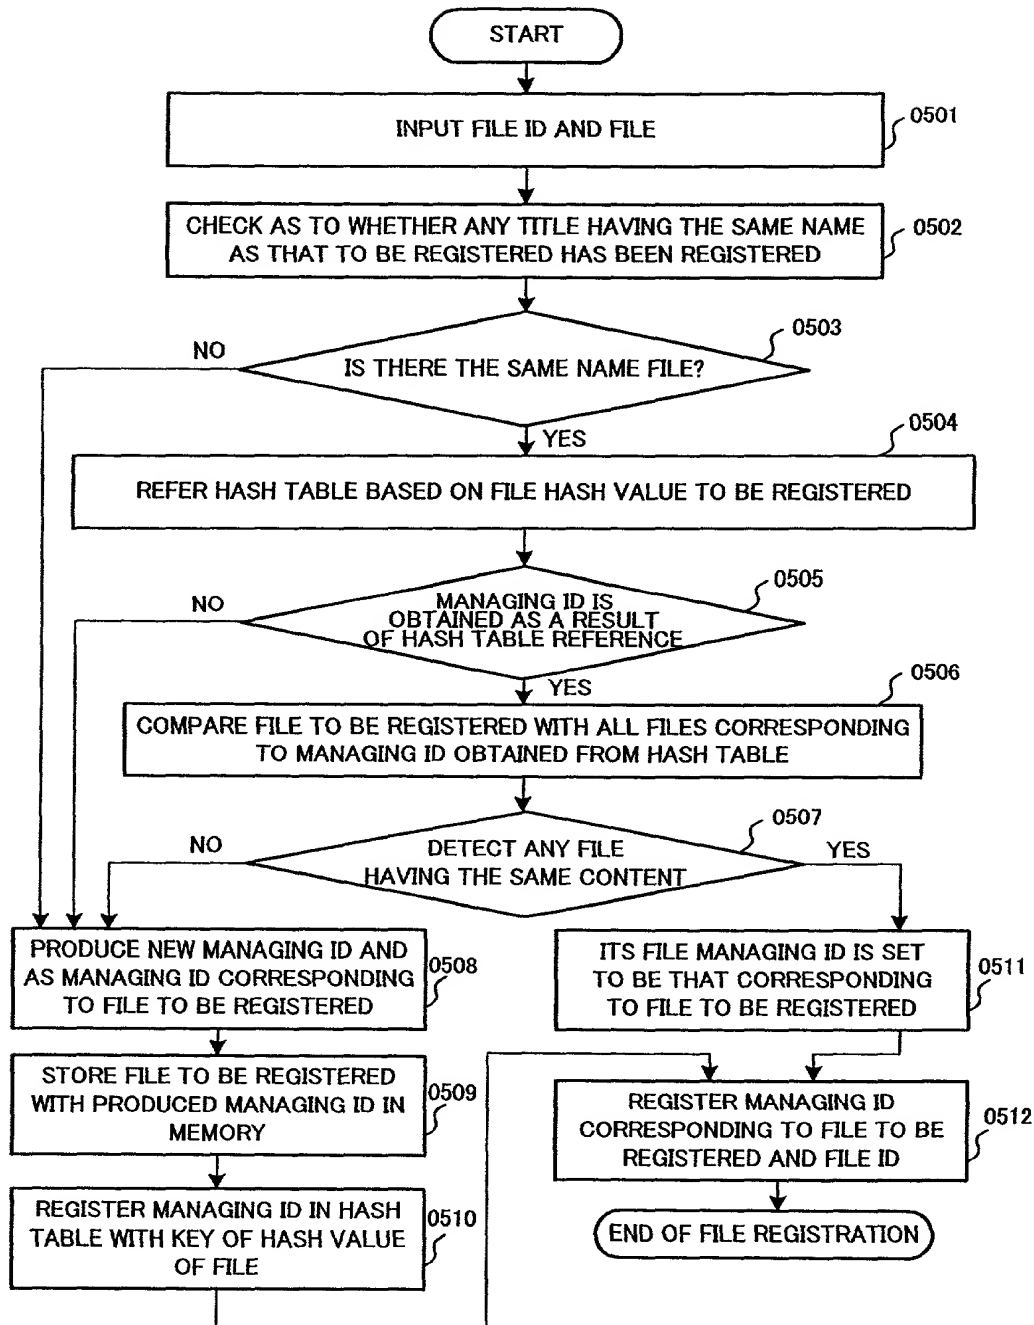 START
INPUT FILE ID AND FILE
0501
CHECK AS TO WHETHER ANY TITLE HAVING THE SAME NAME
AS THAT TO BE REGISTERED HAS BEEN REGISTERED
0502
IS THERE THE SAME NAME FILE?
0503
NO
YES
REFER HASH TABLE BASED ON FILE HASH VALUE TO BE REGISTERED
0504
MANAGING ID IS
OBTAINED AS A RESULT
OF HASH TABLE REFERENCE
0505
NO
YES
COMPARE FILE TO BE REGISTERED WITH ALL FILES CORRESPONDING
TO MANAGING ID OBTAINED FROM HASH TABLE
0506
DETECT ANY FILE
HAVING THE SAME CONTENT
0507
NO
YES
PRODUCE NEW MANAGING ID AND
AS MANAGING ID CORRESPONDING
TO FILE TO BE REGISTERED
0508
ITS FILE MANAGING ID IS SET
TO BE THAT CORRESPONDING
TO FILE TO BE REGISTERED
0511
STORE FILE TO BE REGISTERED
WITH PRODUCED MANAGING ID IN
MEMORY
0509
REGISTER MANAGING ID
CORRESPONDING TO FILE TO BE
REGISTERED AND FILE ID
0512
REGISTER MANAGING ID IN HASH
TABLE WITH KEY OF HASH VALUE
OF FILE
0510
END OF FILE REGISTRATION